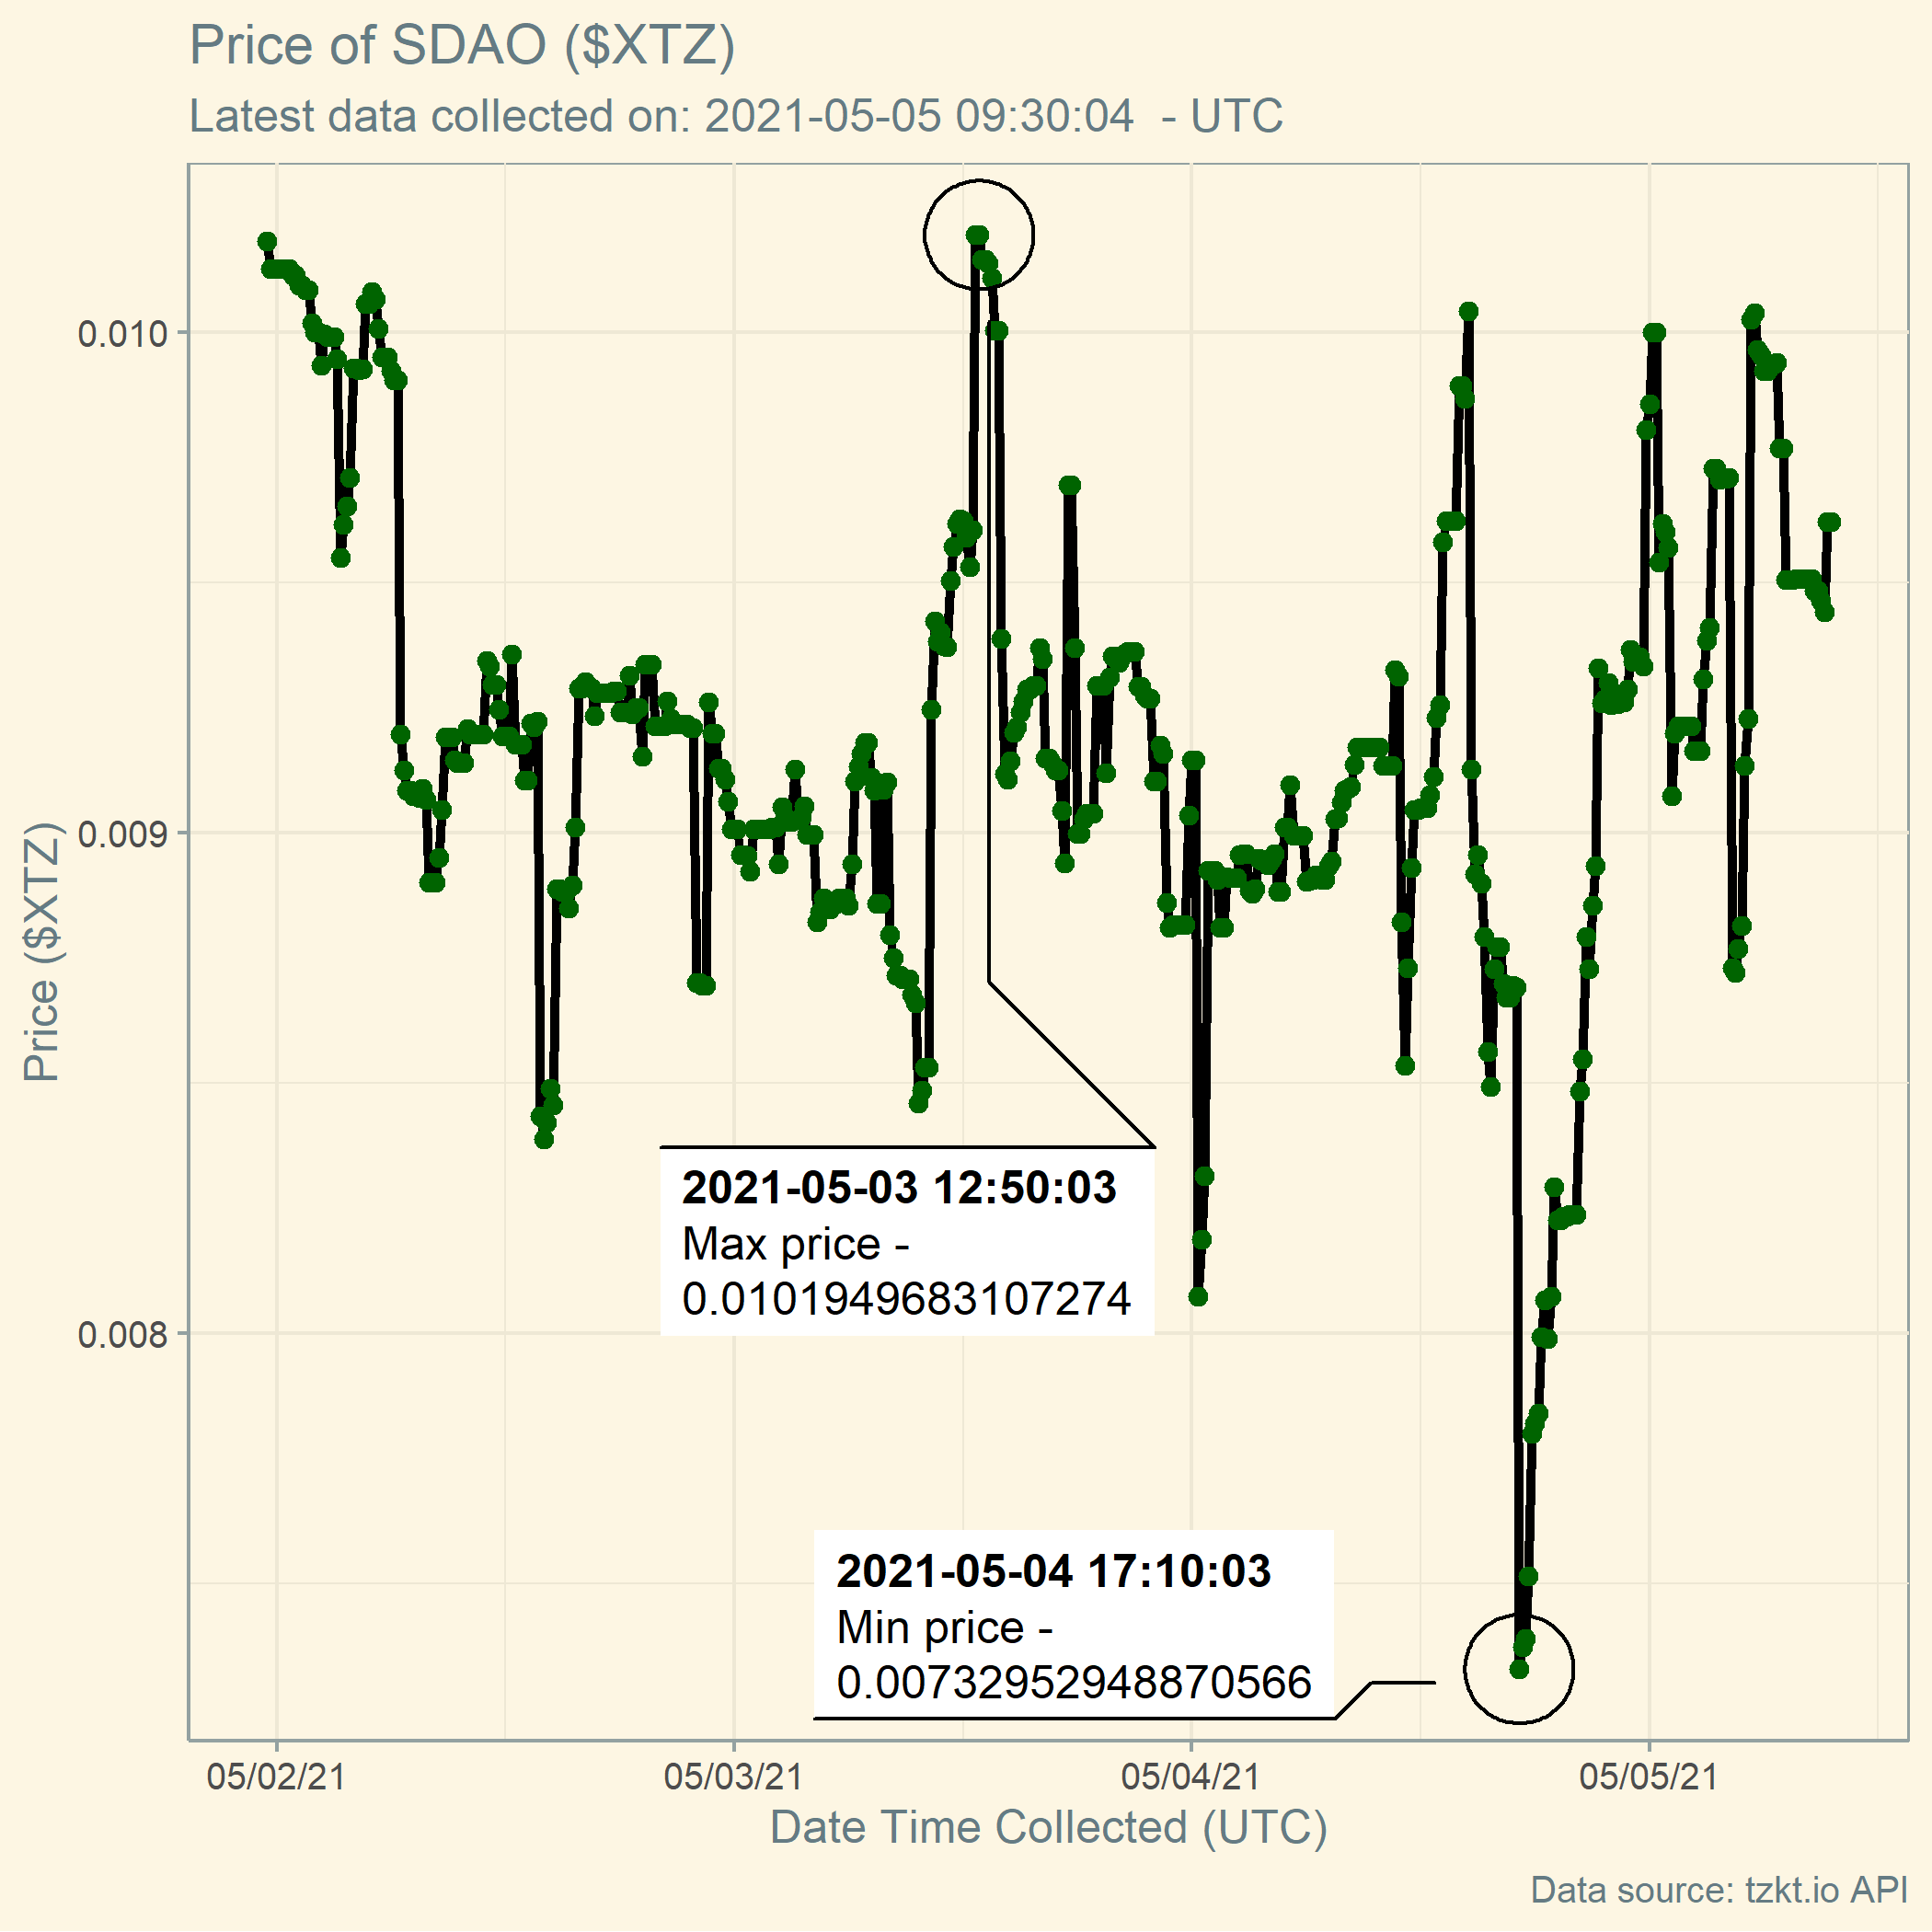 Price of SDAO ($XTZ)
Latest data collected on: 2021-05-05 09:30:04  - UTC
0.010
0.009
0.008
Price ($XTZ)
2021-05-03 12:50:03
Max price -
0.0101949683107274
2021-05-04 17:10:03
Min price -
0.00732952948870566
05/02/21
05/03/21
05/04/21
05/05/21
Date Time Collected (UTC)
Data source: tzkt.io API